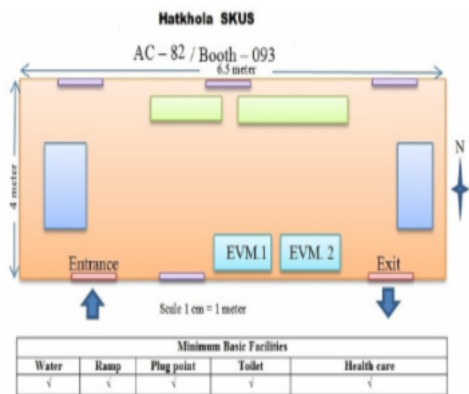 Hatkhola SKUS
AC – 82 / Booth – 093
6.5 meter
4 meter
N
EVM.1
EVM. 2
Entrance
Exit
Scale 1 cm = 1 meter
Minimum Basic Facilities
Water Ramp Plug point Toilet Health care
√ √ √ √ √